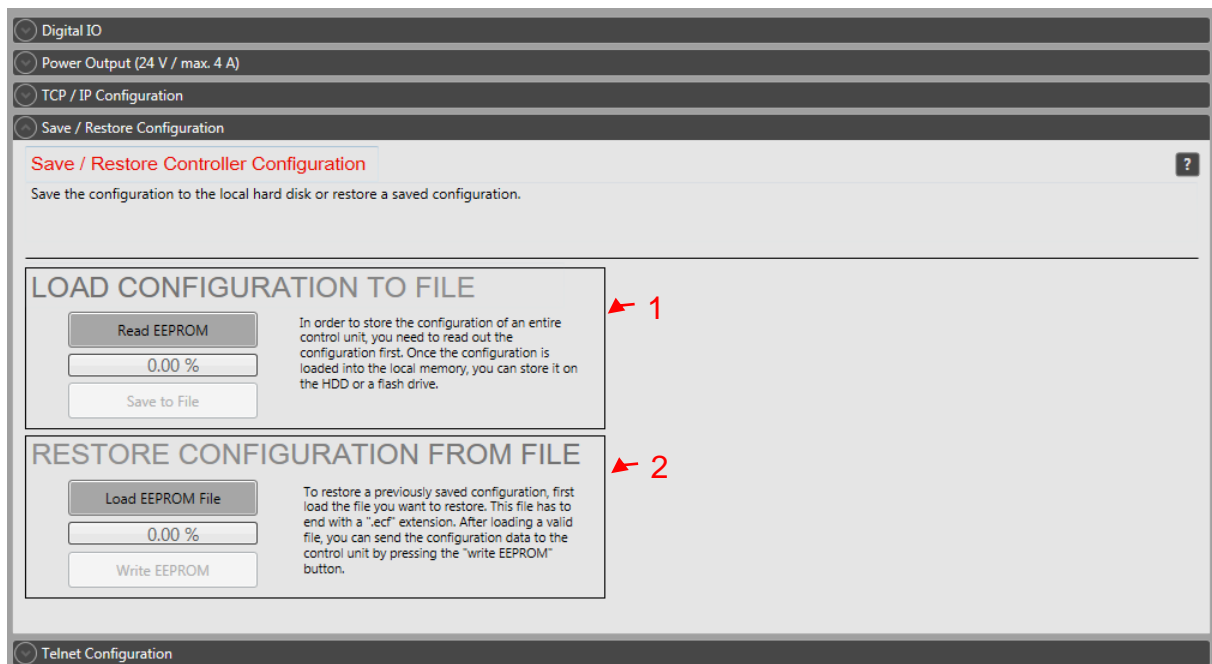 Digital IO
Power Output (24 V / max. 4 A)
TCP / IP Configuration
Save / Restore Configuration
Save / Restore Controller Configuration
?
Save the configuration to the local hard disk or restore a saved configuration.
LOAD CONFIGURATION TO FILE
1
Read EEPROM
0.00 %
Save to File
In order to store the configuration of an entire
control unit, you need to read out the
configuration first. Once the configuration is
loaded into the local memory, you can store it on
the HDD or a flash drive.
RESTORE CONFIGURATION FROM FILE
2
Load EEPROM File
0.00 %
Write EEPROM
To restore a previously saved configuration, first
load the file you want to restore. This file has to
end with a ".ecf" extension. After loading a valid
file, you can send the configuration data to the
control unit by pressing the "write EEPROM"
button.
Telnet Configuration